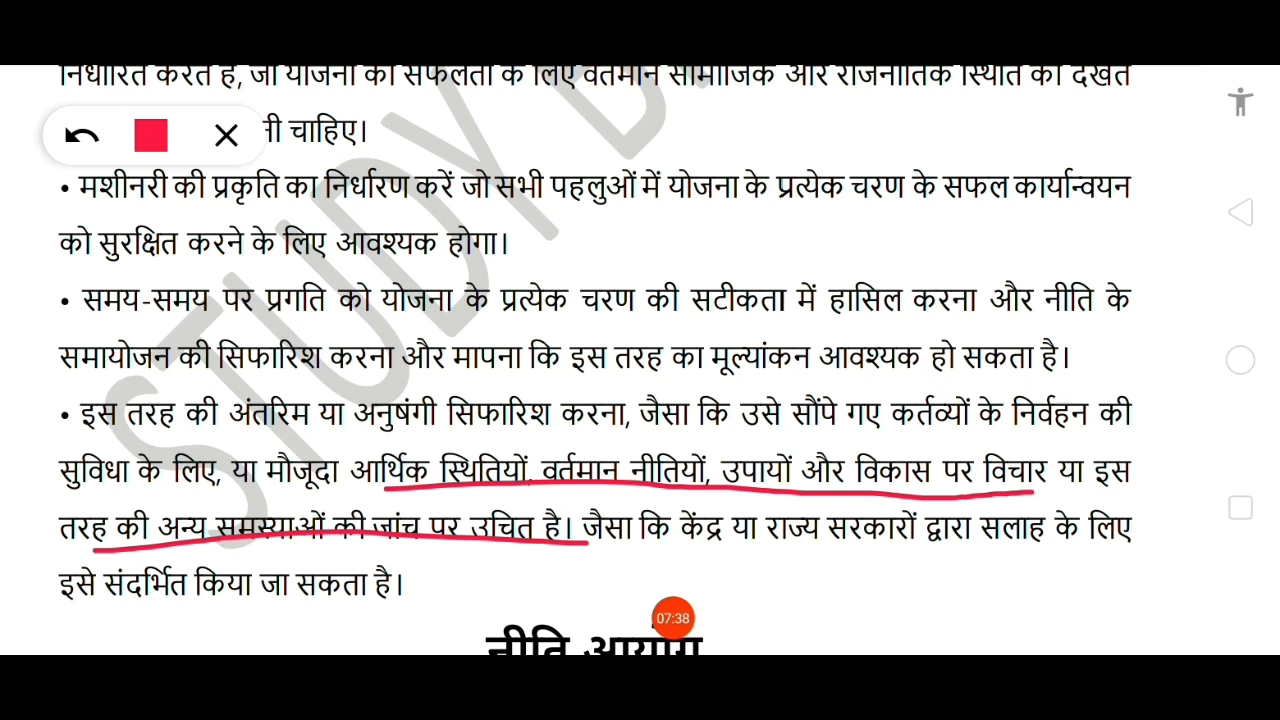 निर्धारित करते हैं, जो योजना की सफलता के लिए वर्तमान सामाजिक और राजनीतिक स्थिति को देखते
नी चाहिए।
• मशीनरी की प्रकृति का निर्धारण करें जो सभी पहलुओं में योजना के प्रत्येक चरण के सफल कार्यान्वयन
को सुरक्षित करने के लिए आवश्यक होगा।
• समय-समय पर प्रगति को योजना के प्रत्येक चरण की सटीकता में हासिल करना और नीति के
समायोजन की सिफारिश करना और मापना कि इस तरह का मूल्यांकन आवश्यक हो सकता है।
• इस तरह की अंतरिम या अनुषंगी सिफारिश करना, जैसा कि उसे सौंपे गए कर्तव्यों के निर्वहन की
सुविधा के लिए, या मौजूदा आर्थिक स्थितियों, वर्तमान नीतियों, उपायों और विकास पर विचार या इस
तरह की अन्य समस्याओं की जांच पर उचित है। जैसा कि केंद्र या राज्य सरकारों द्वारा सलाह के लिए
इसे संदर्भित किया जा सकता है।
07:38
नीति आयोग
STUDY